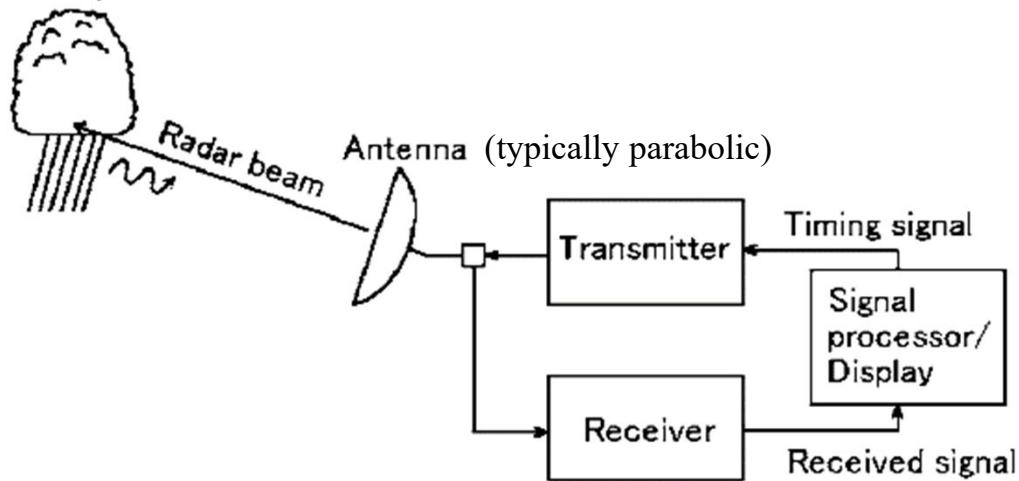 Radar beam
Antenna (typically parabolic)
Transmitter
Timing signal
Signal
processor/
Display
Receiver
Received signal